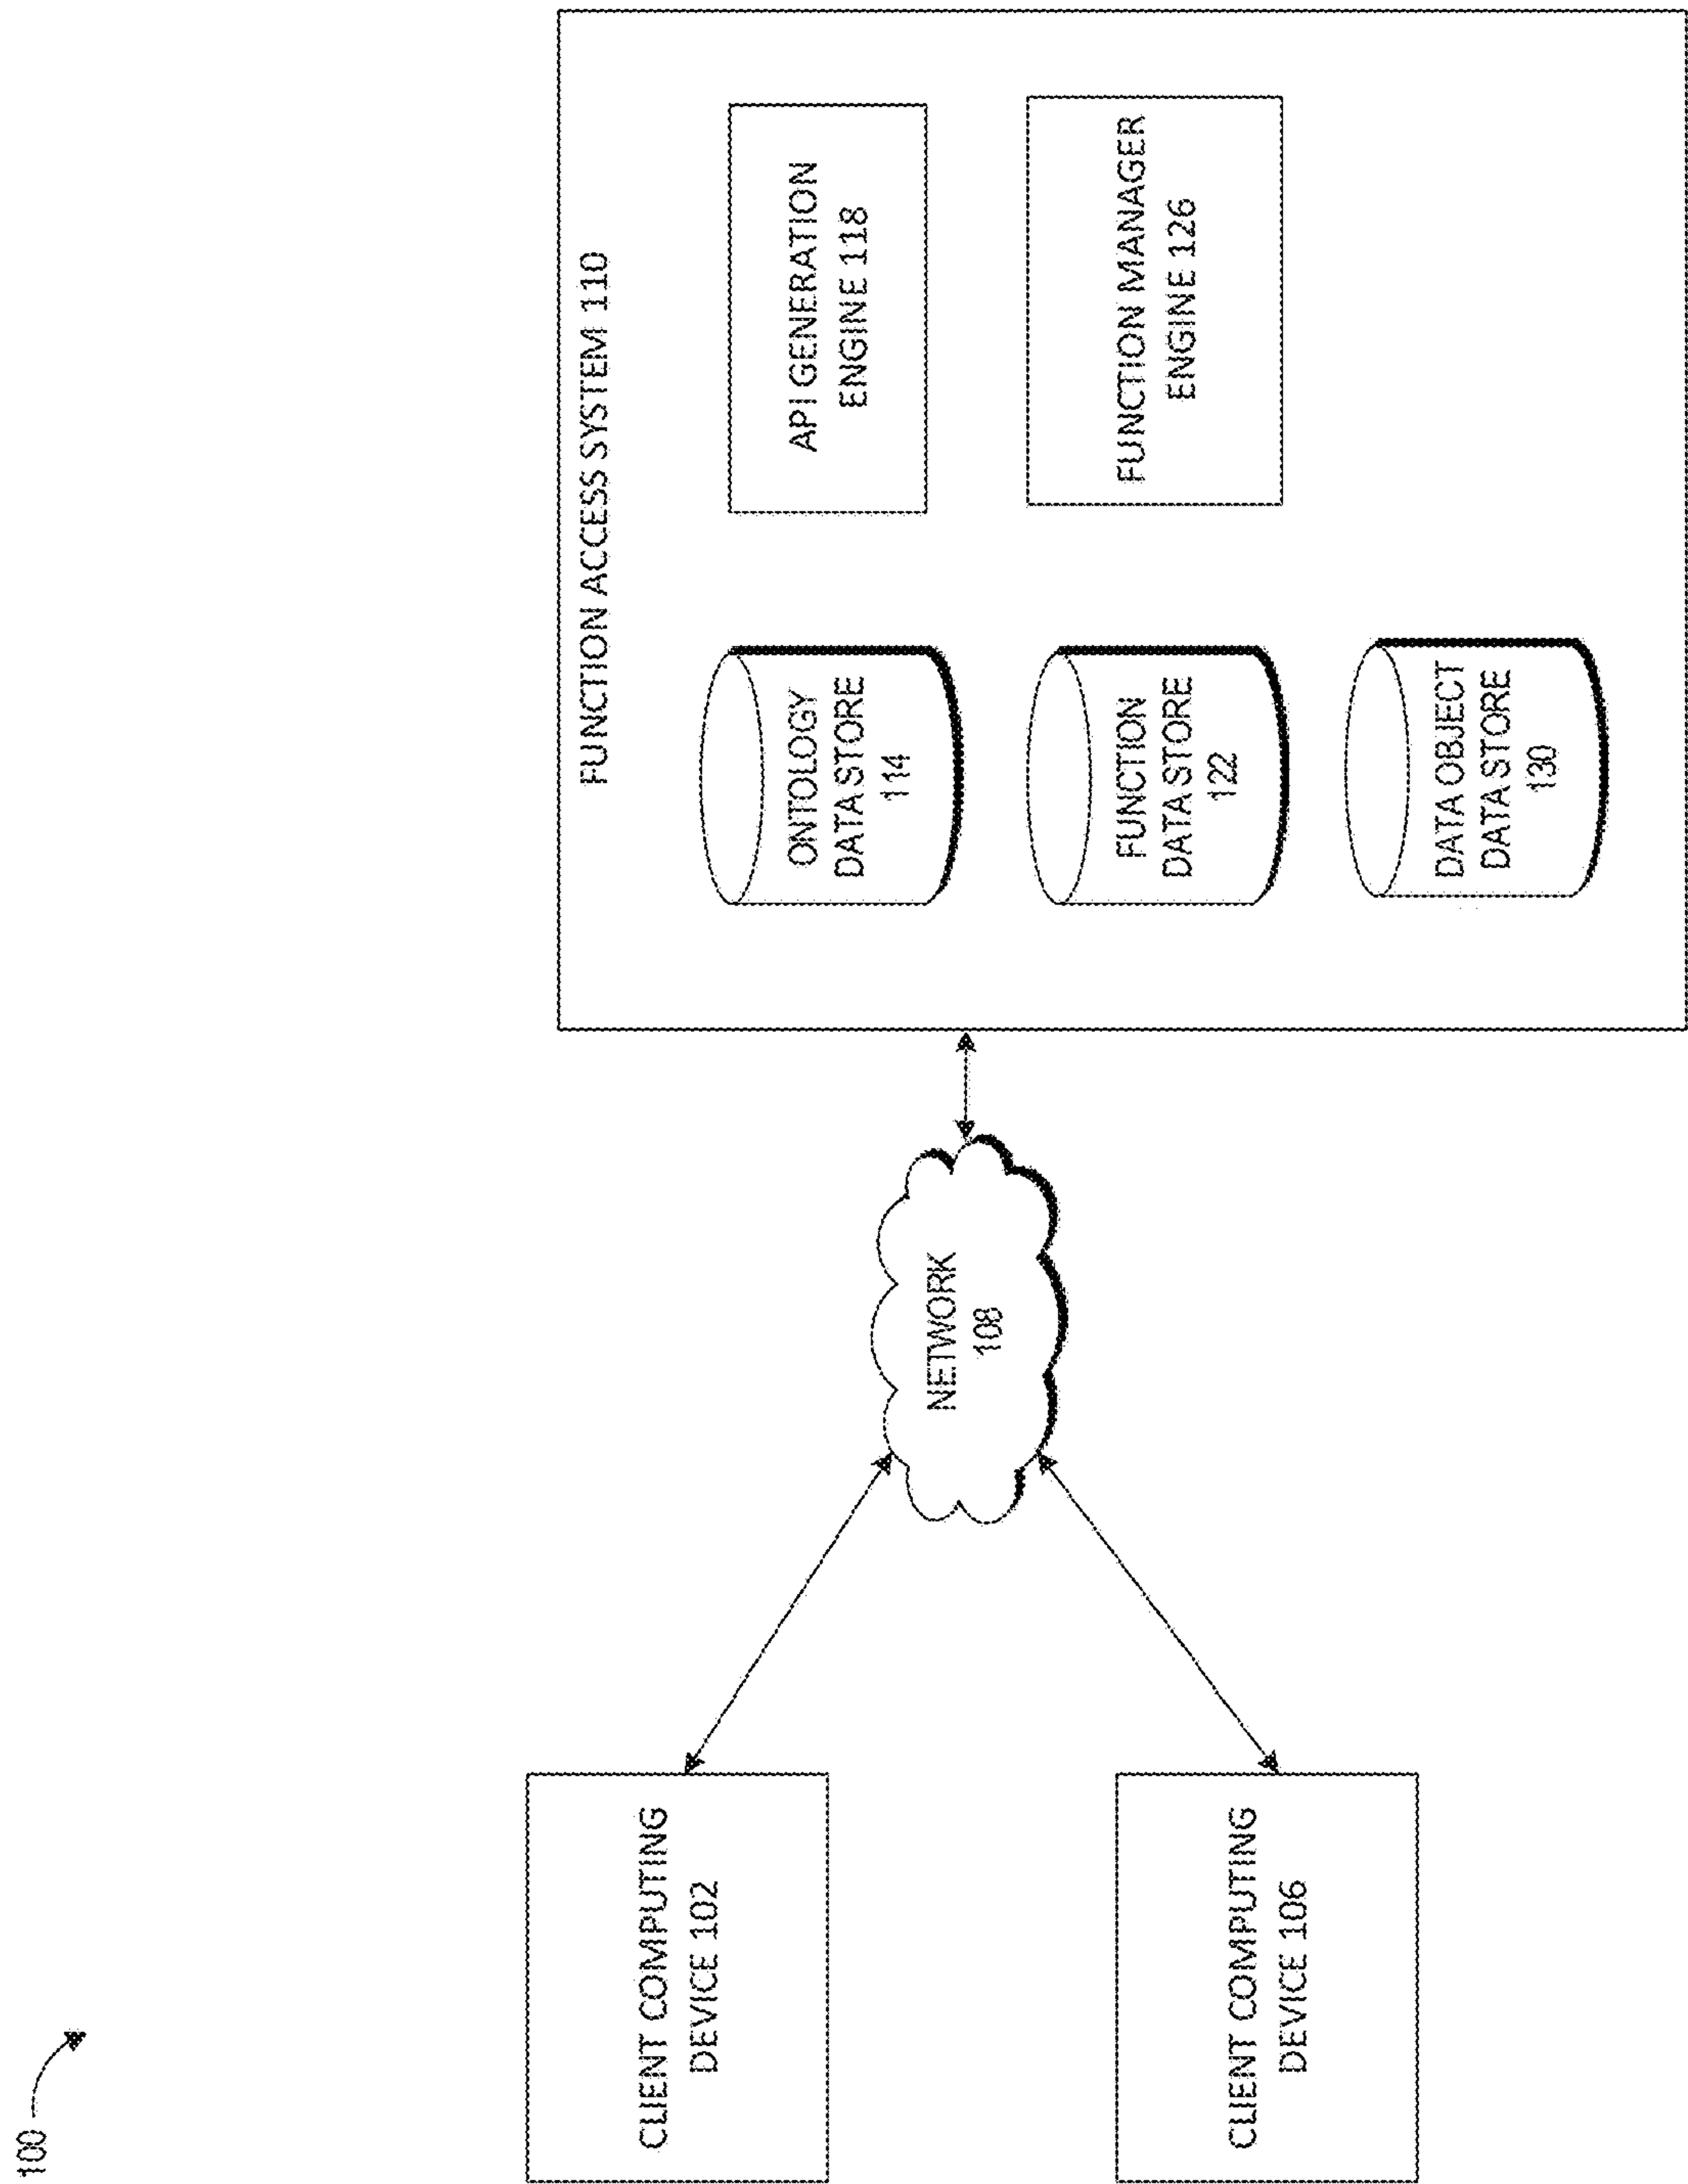 100
CLIENT COMPUTING
DEVICE 102
CLIENT COMPUTING
DEVICE 106
NETWORK
108
FUNCTION ACCESS SYSTEM 110
ONTOLOGY
DATA STORE
114
API GENERATION
ENGINE 118
FUNCTION
DATA STORE
122
FUNCTION MANAGER
ENGINE 126
DATA OBJECT
DATA STORE
130